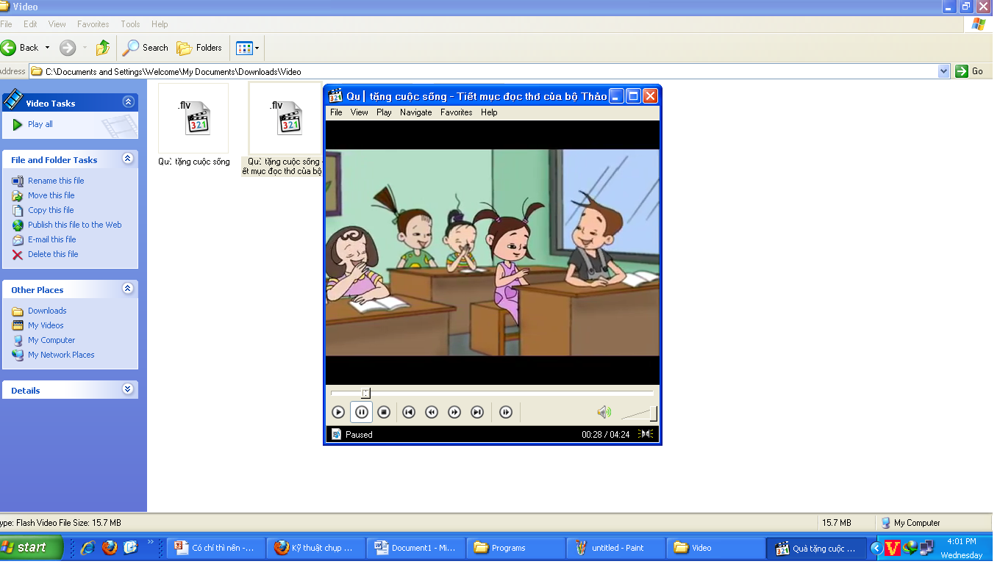 Video
File Edit View Favorites Tools Help
Back Search Folders
ddress C:\Documents and Settings\Welcome\My Documents\Downloads\Video Go
Video Tasks
Play all
File and Folder Tasks
Rename this file
Move this file
Copy this file
Publish this file to the Web
E-mail this file
Delete this file
Other Places
Downloads
My Videos
My Computer
My Network Places
Details
.flv
321
Quà tặng cuộc sống
.flv
321
Quà tặng cuộc sống -
ết mục đọc thơ của bộ
Qu tặng cuộc sống - Tiết mục đọc thơ của bộ Thảo
File View Play Navigate Favorites Help
Paused 00:28 / 04:24
ype: Flash Video File Size: 15.7 MB 15.7 MB My Computer
start Có chí thì nên -... Kỹ thuật chụp ... Document1 - Mi... Programs untitled - Paint Video Quà tặng cuộc ... V 4:01 PM
Wednesday